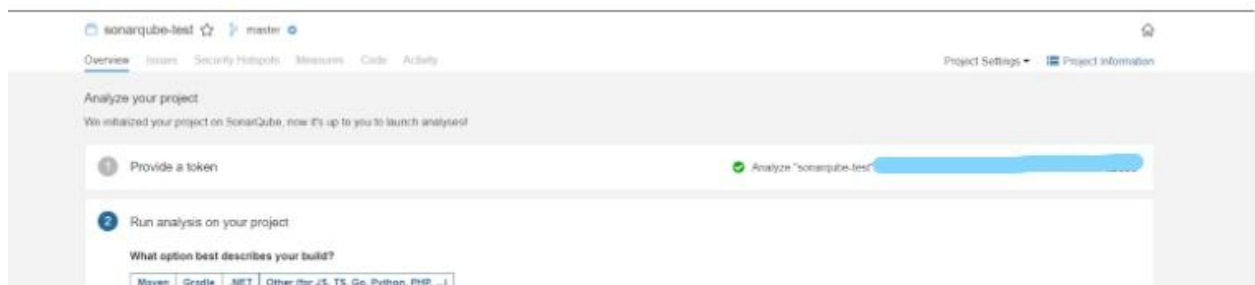 sonarqube-test master
Overview Issues Security Hotspots Measures Code Activity Project Settings Project Information
Analyze your project
We initialized your project on SonarQube, now it's up to you to launch analyses!
1 Provide a token Analyze "sonarqube-test"
2 Run analysis on your project
What option best describes your build?
Maven Gradle .NET Other (for JS, TS, Go, Python, PHP, ...)